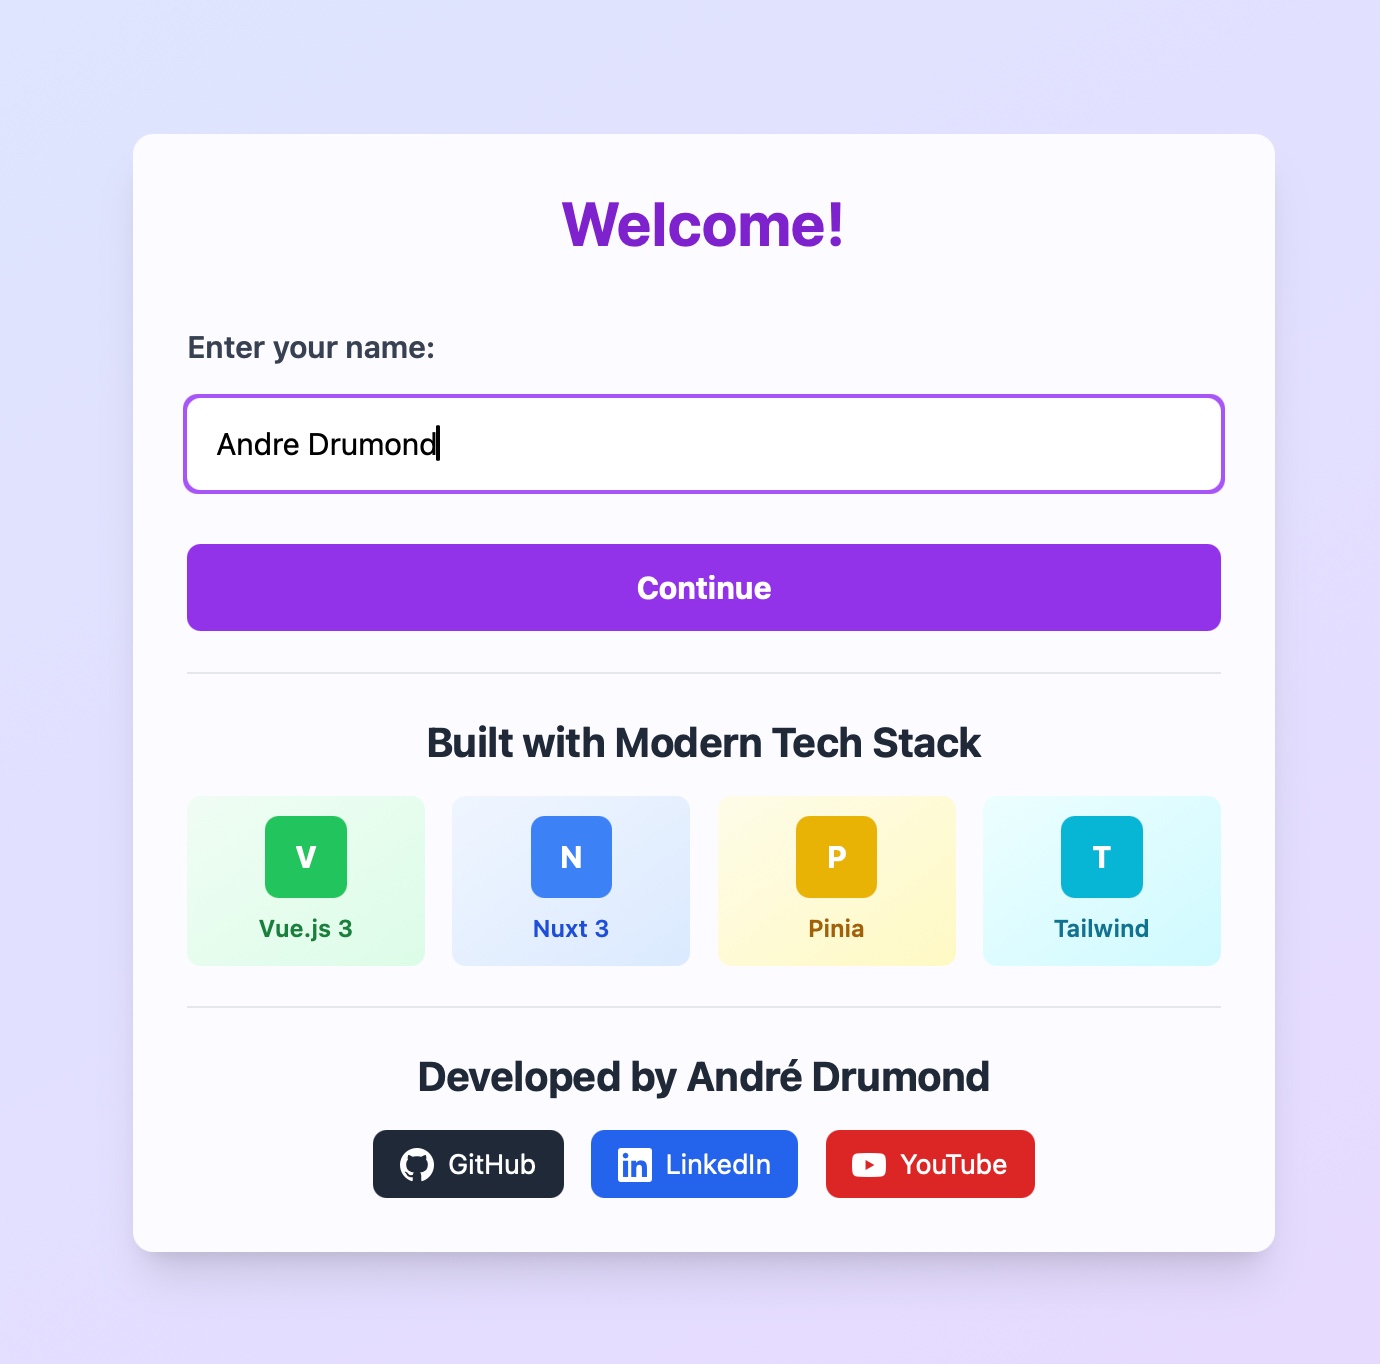 Welcome!
Enter your name:
Andre Drumond
Continue
Built with Modern Tech Stack
V N P T
Vue.js 3 Nuxt 3 Pinia Tailwind
Developed by André Drumond
GitHub LinkedIn YouTube